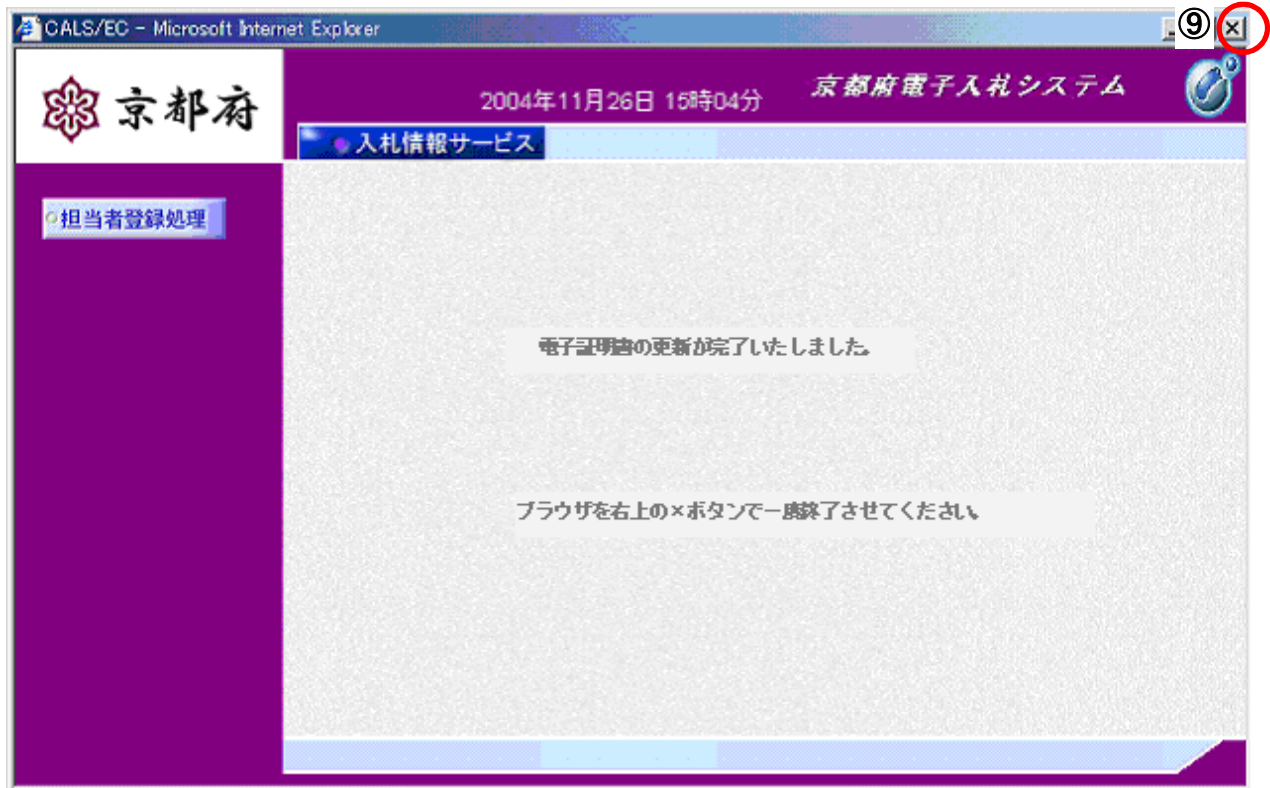 CALS/EC - Microsoft Internet Explorer
⑨
京都府
2004年11月26日 15時04分
京都府電子入札システム
入札情報サービス
担当者登録処理
電子証明書の更新が完了いたしました。
ブラウザを右上の×ボタンで一度終了させてください。